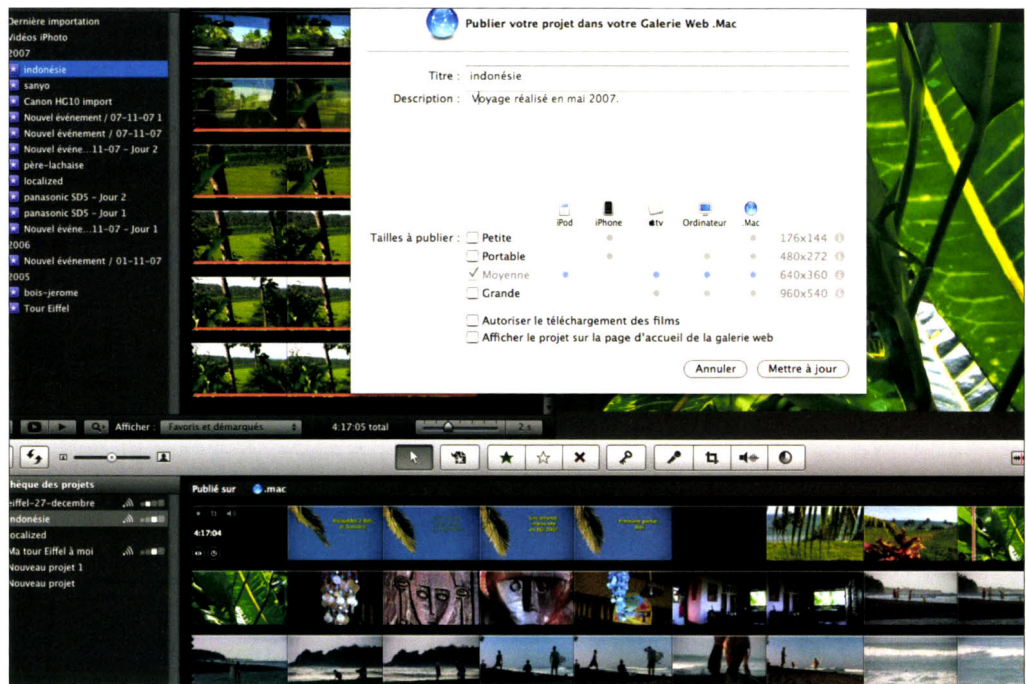 Dernière importation
Vidéos iPhoto
2007
indonésie
sanyo
Canon HG10 import
Nouvel événement / 07-11-07 1
Nouvel événement / 07-11-07
Nouvel événe...11-07 - Jour 2
père-lachaise
localized
panasonic SD5 - Jour 2
panasonic SD5 - Jour 1
Nouvel événe...11-07 - Jour 1
2006
Nouvel événement / 01-11-07
2005
bois-jerome
Tour Eiffel
Publier votre projet dans votre Galerie Web .Mac
Titre : indonésie
Description : Voyage réalisé en mai 2007.
iPod iPhone tv Ordinateur .Mac
Tailles à publier : Petite 176x144
Portable 480x272
Moyenne 640x360
Grande 960x540
Autoriser le téléchargement des films
Afficher le projet sur la page d'accueil de la galerie web
Annuler Mettre à jour
Afficher : Favoris et démarqués 4:17:05 total 2 s
thèque des projets
Publié sur .mac
eiffel-27-decembre
indonésie
localized
Ma tour Eiffel à moi
Nouveau projet 1
Nouveau projet
4:17:04